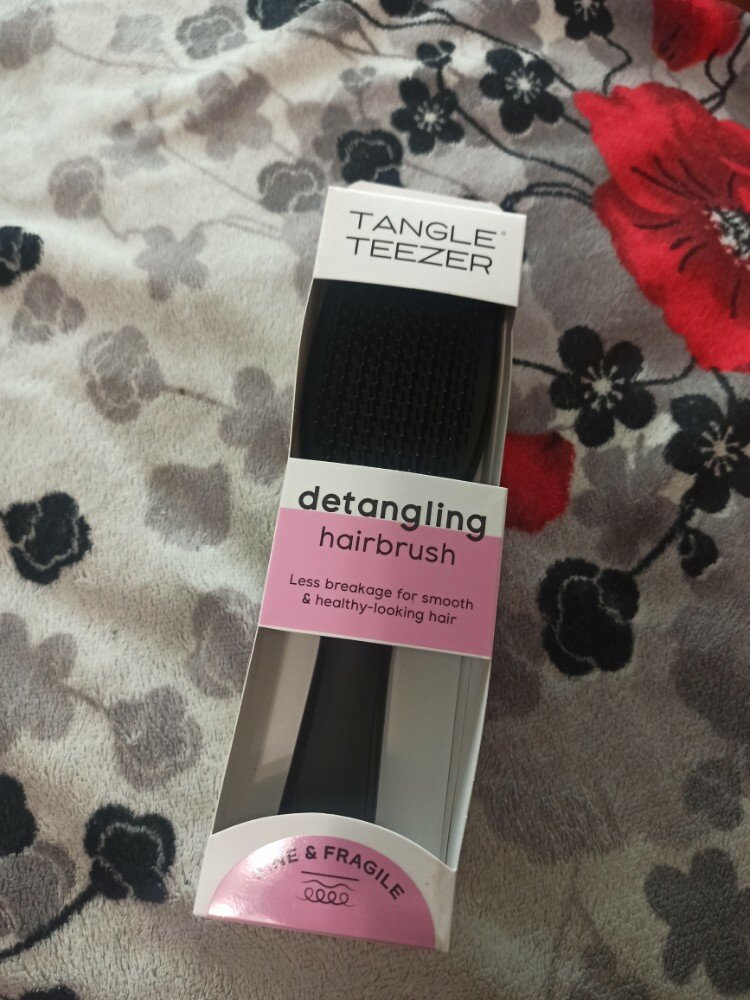 TANGLE
TEEZER®
detangling
hairbrush
Less breakage for smooth
& healthy-looking hair
& FRAGILE